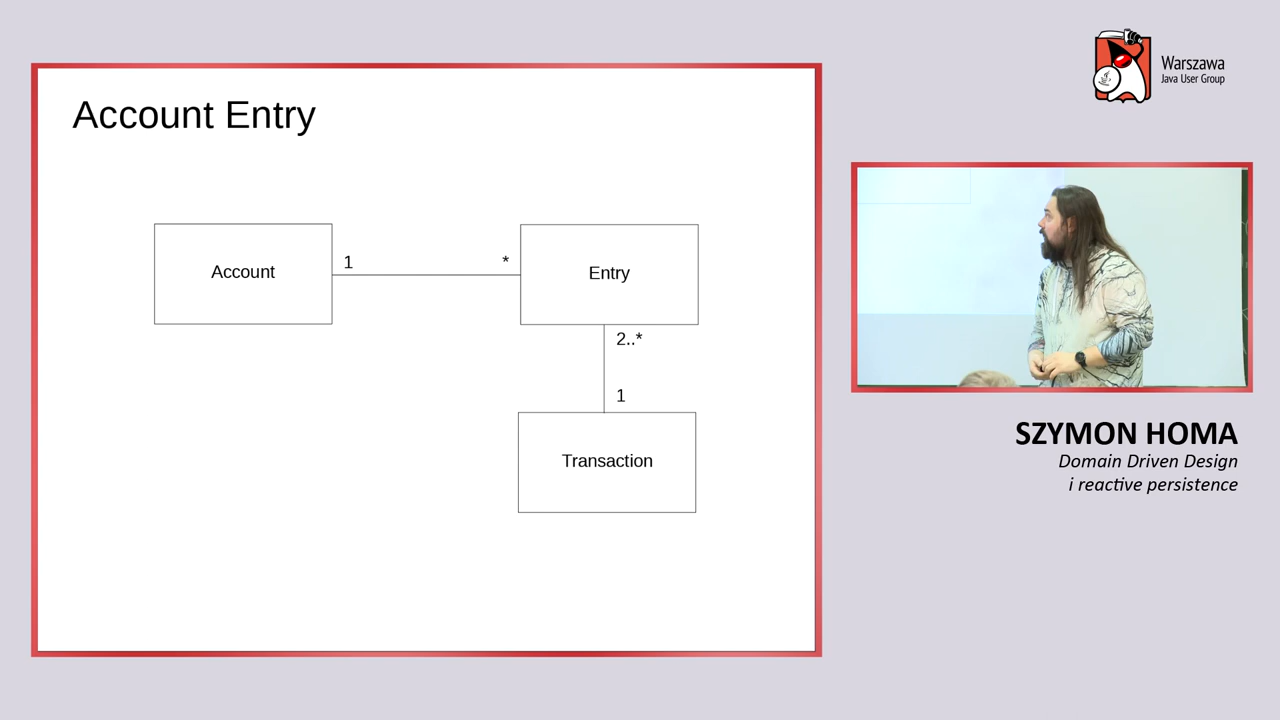 Account Entry
Account
1
*
Entry
2..*
1
Transaction
Warszawa
Java User Group
SZYMON HOMA
Domain Driven Design
i reactive persistence